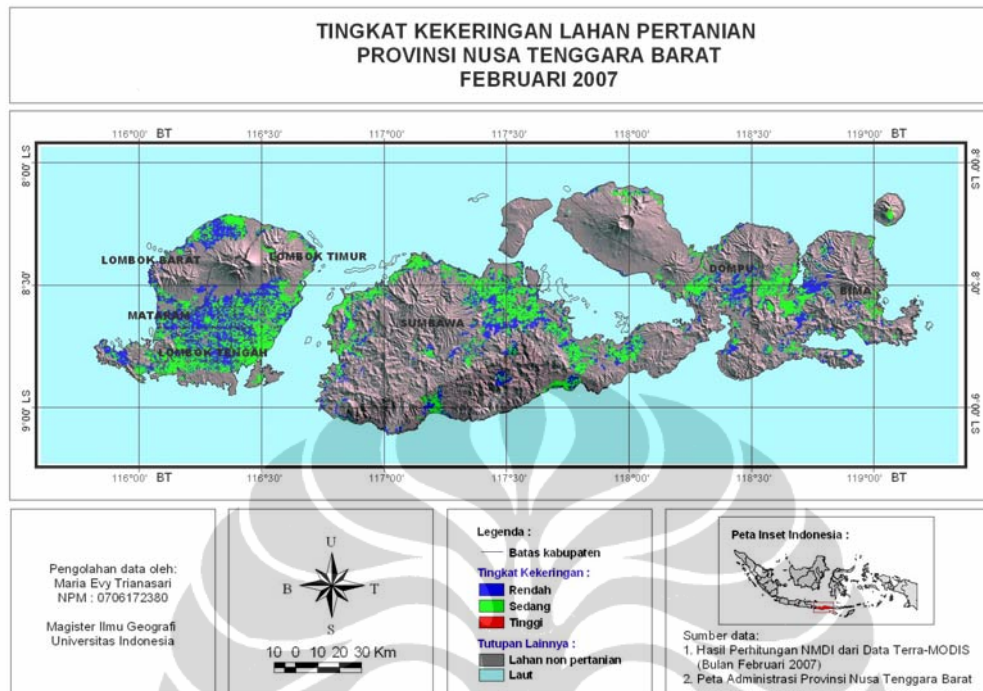 TINGKAT KEKERINGAN LAHAN PERTANIAN
PROVINSI NUSA TENGGARA BARAT
FEBRUARI 2007
116°00' BT
116°30'
117°00'
117°30'
118°00'
118°30'
119°00' BT
8°00' LS
8°00' LS
LOMBOK BARAT
LOMBOK TIMUR
DOMPU
BIMA
8°30'
8°30'
MATARAM
SUMBAWA
LOMBOK TENGAH
9°00' LS
9°00' LS
116°00' BT
116°30'
117°00'
117°30'
118°00'
118°30'
119°00' BT
Pengolahan data oleh:
Maria Evy Trianasari
NPM : 0706172380
Magister Ilmu Geografi
Universitas Indonesia
U
B
T
S
10 0 10 20 30 Km
Legenda :
Batas kabupaten
Tingkat Kekeringan :
Rendah
Sedang
Tinggi
Tutupan Lainnya :
Lahan non pertanian
Laut
Peta Inset Indonesia :
Sumber data:
1. Hasil Perhitungan NMDI dari Data Terra-MODIS
(Bulan Februari 2007)
2. Peta Administrasi Provinsi Nusa Tenggara Barat